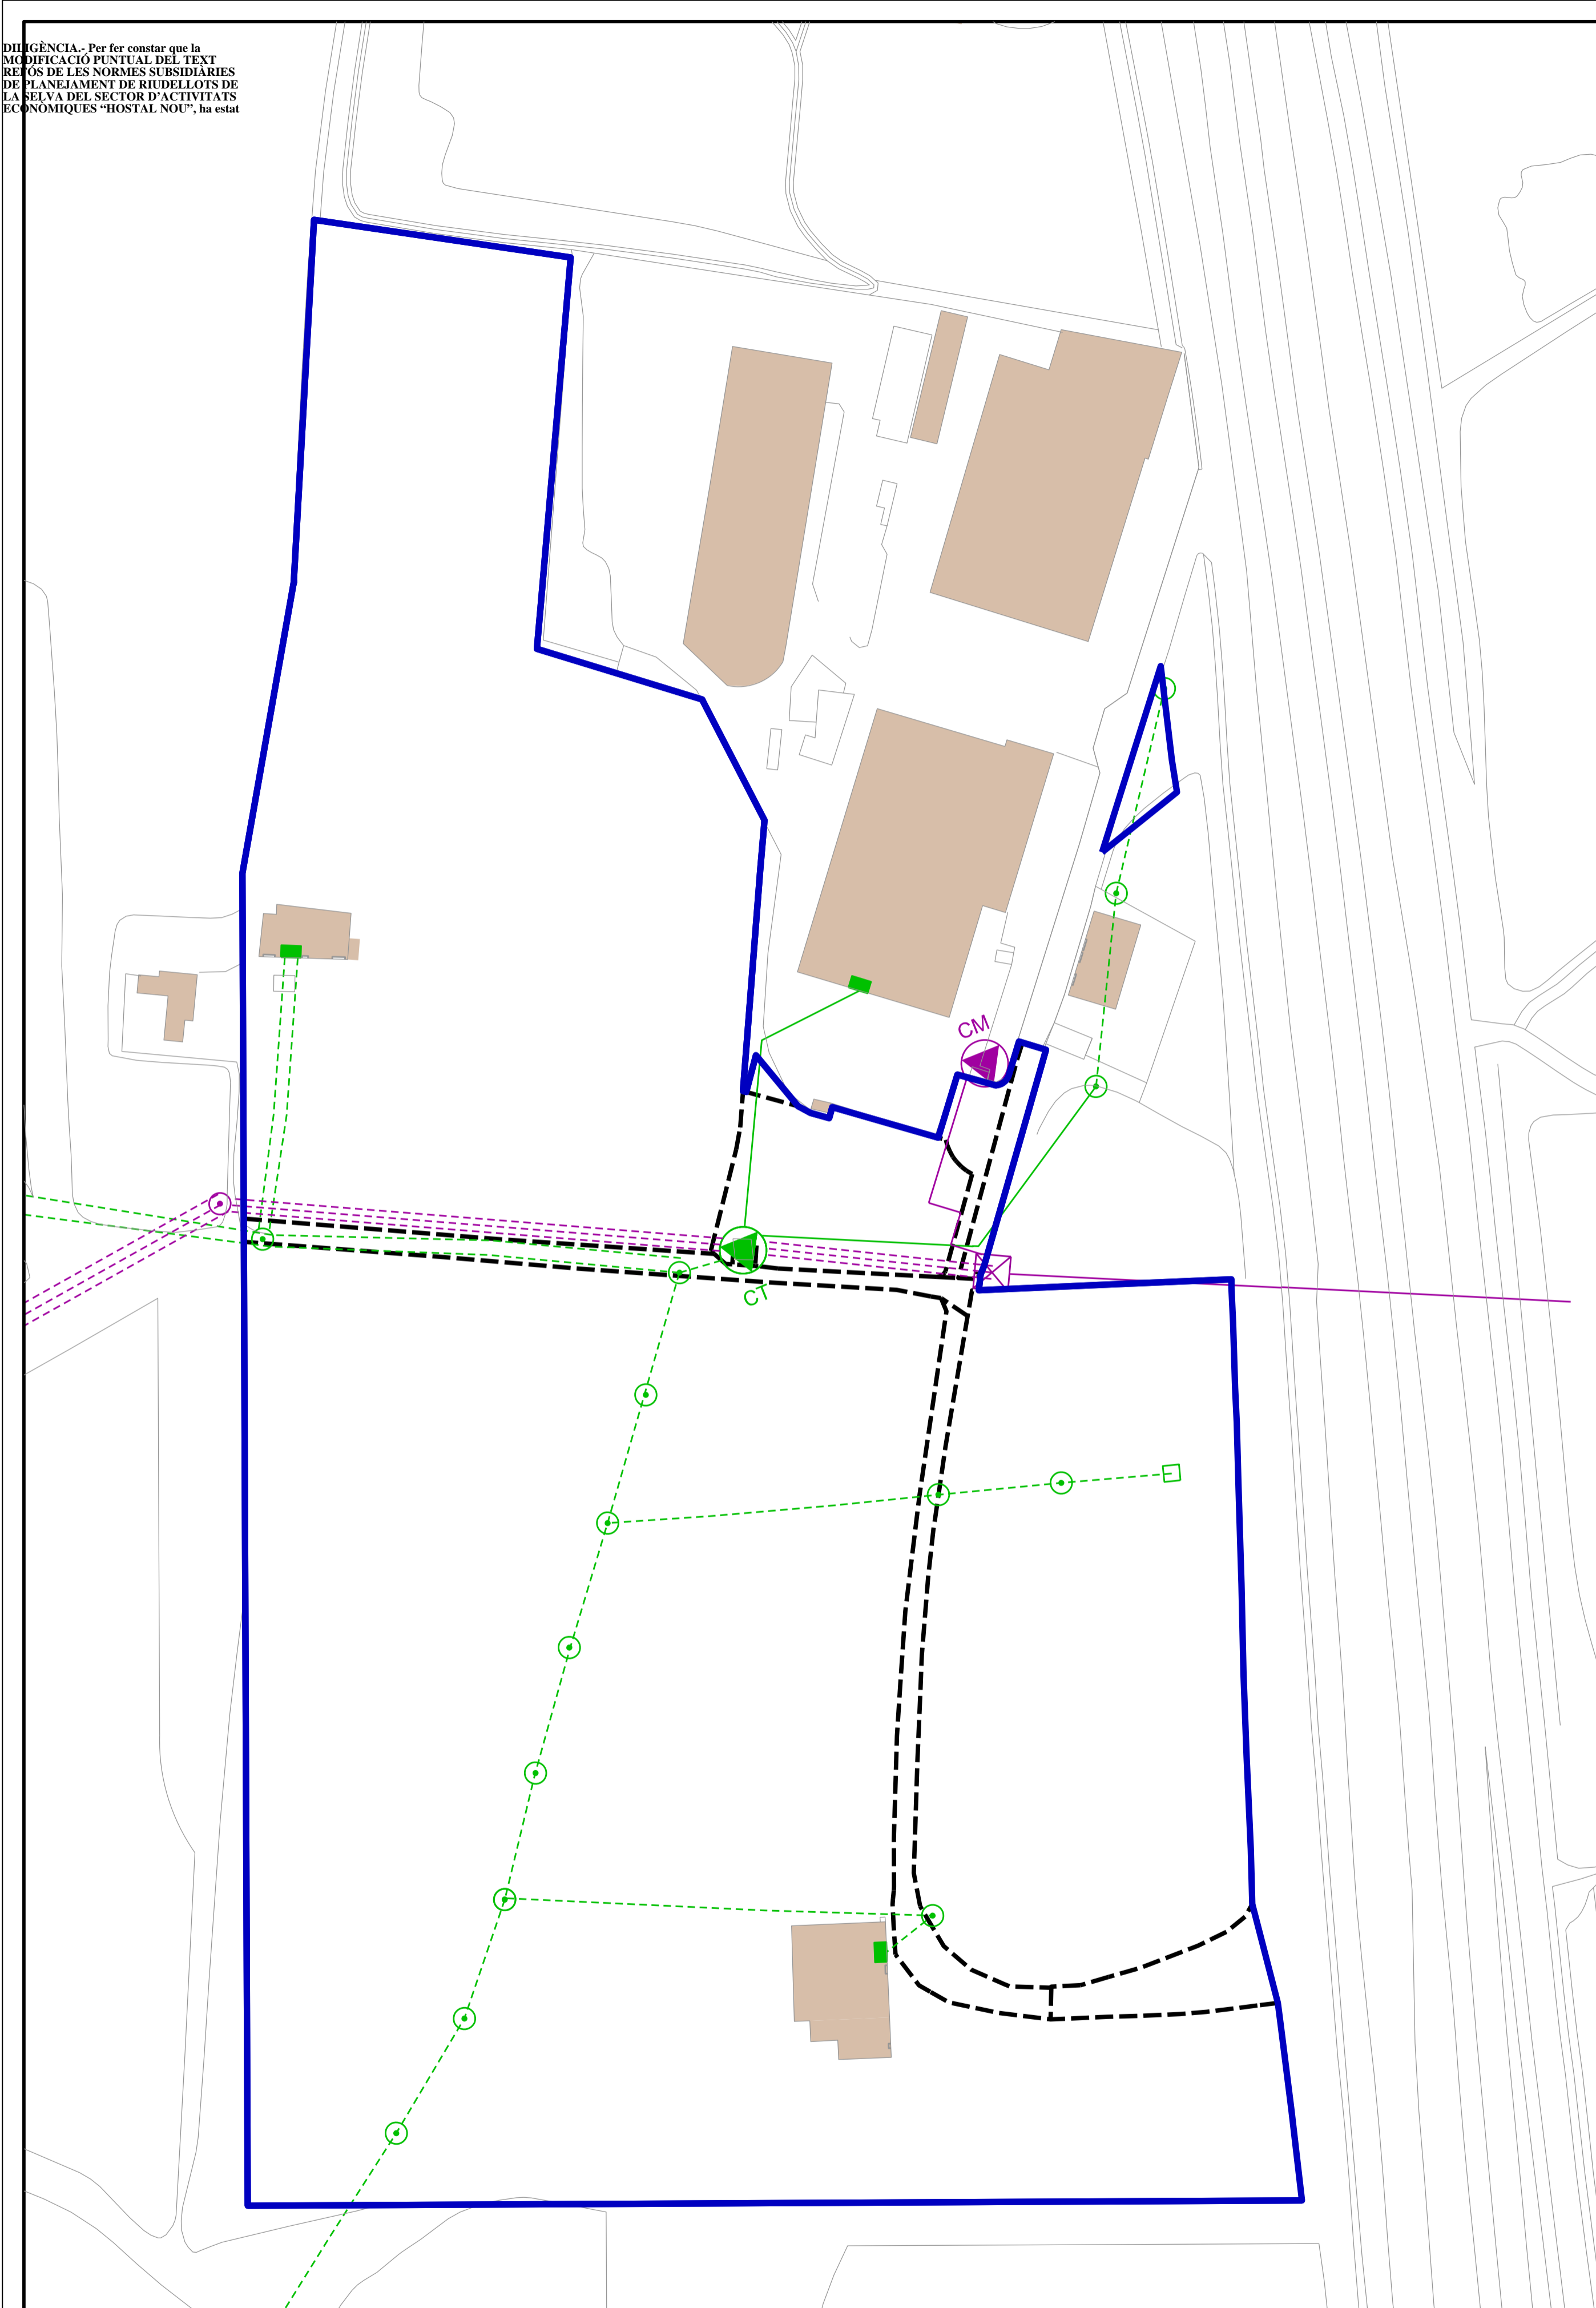 DILIGÈNCIA.- Per fer constar que la
MODIFICACIÓ PUNTUAL DEL TEXT
REFÓS DE LES NORMES SUBSIDIÀRIES
DE PLANEJAMENT DE RIUDELLOTS DE
LA SELVA DEL SECTOR D’ACTIVITATS
ECONÒMIQUES “HOSTAL NOU”, ha estat
CM
CT